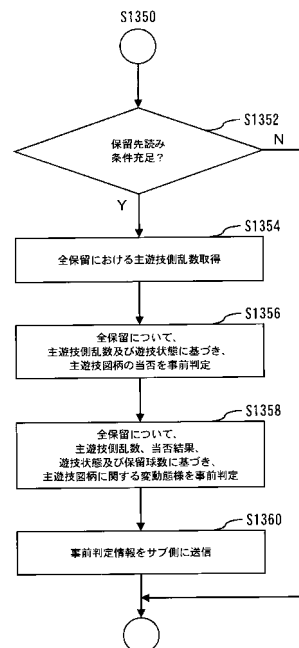 S1350
S1352
保留先読み
条件充足?
N
Y
S1354
全保留における主遊技側乱数取得
S1356
全保留について、
主遊技側乱数及び遊技状態に基づき、
主遊技図柄の当否を事前判定
S1358
全保留について、
主遊技側乱数、当否結果、
遊技状態及び保留球数に基づき、
主遊技図柄に関する変動態様を事前判定
S1360
事前判定情報をサブ側に送信